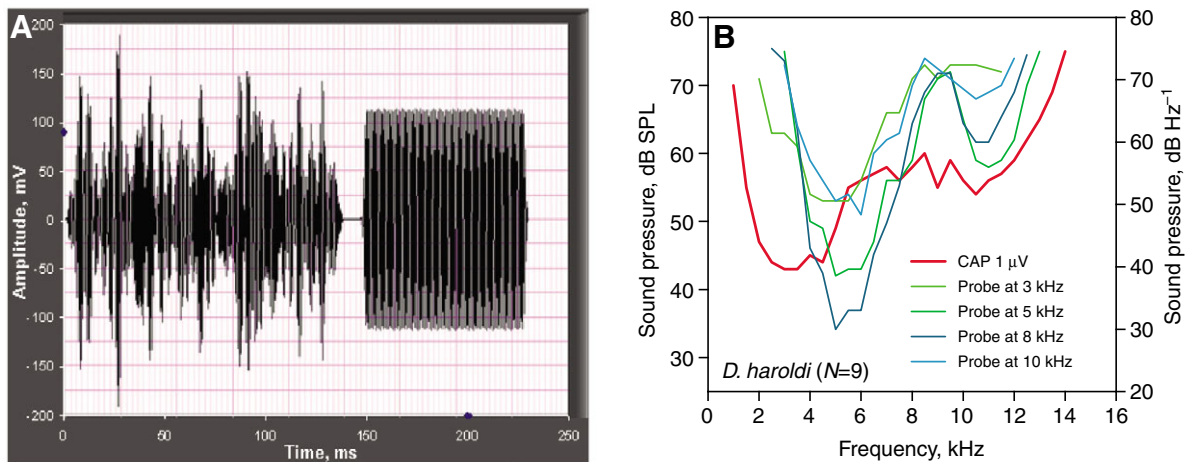 A
Amplitude, mV
200
150
100
50
0
-50
-100
-150
-200
0 50 100 150 200 250
Time, ms
B
Sound pressure, dB SPL
80
70
60
50
40
30
CAP 1 μV
Probe at 3 kHz
Probe at 5 kHz
Probe at 8 kHz
Probe at 10 kHz
D. haroldi (N=9)
0 2 4 6 8 10 12 14 16
Frequency, kHz
80
70
60
50
40
30
20
Sound pressure, dB Hz⁻¹